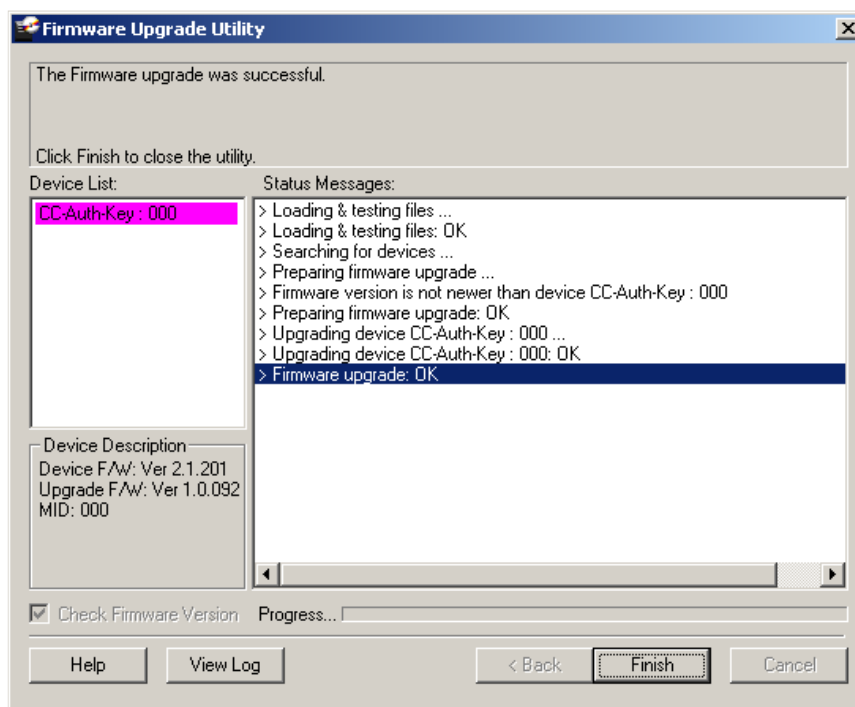 Firmware Upgrade Utility
The Firmware upgrade was successful.
Click Finish to close the utility.
Device List:
CC-Auth-Key : 000
Status Messages:
> Loading & testing files ...
> Loading & testing files: OK
> Searching for devices ...
> Preparing firmware upgrade ...
> Firmware version is not newer than device CC-Auth-Key : 000
> Preparing firmware upgrade: OK
> Upgrading device CC-Auth-Key : 000 ...
> Upgrading device CC-Auth-Key : 000: OK
> Firmware upgrade: OK
Device Description
Device F/W: Ver 2.1.201
Upgrade F/W: Ver 1.0.092
MID: 000
Check Firmware Version
Progress...
Help
View Log
< Back
Finish
Cancel